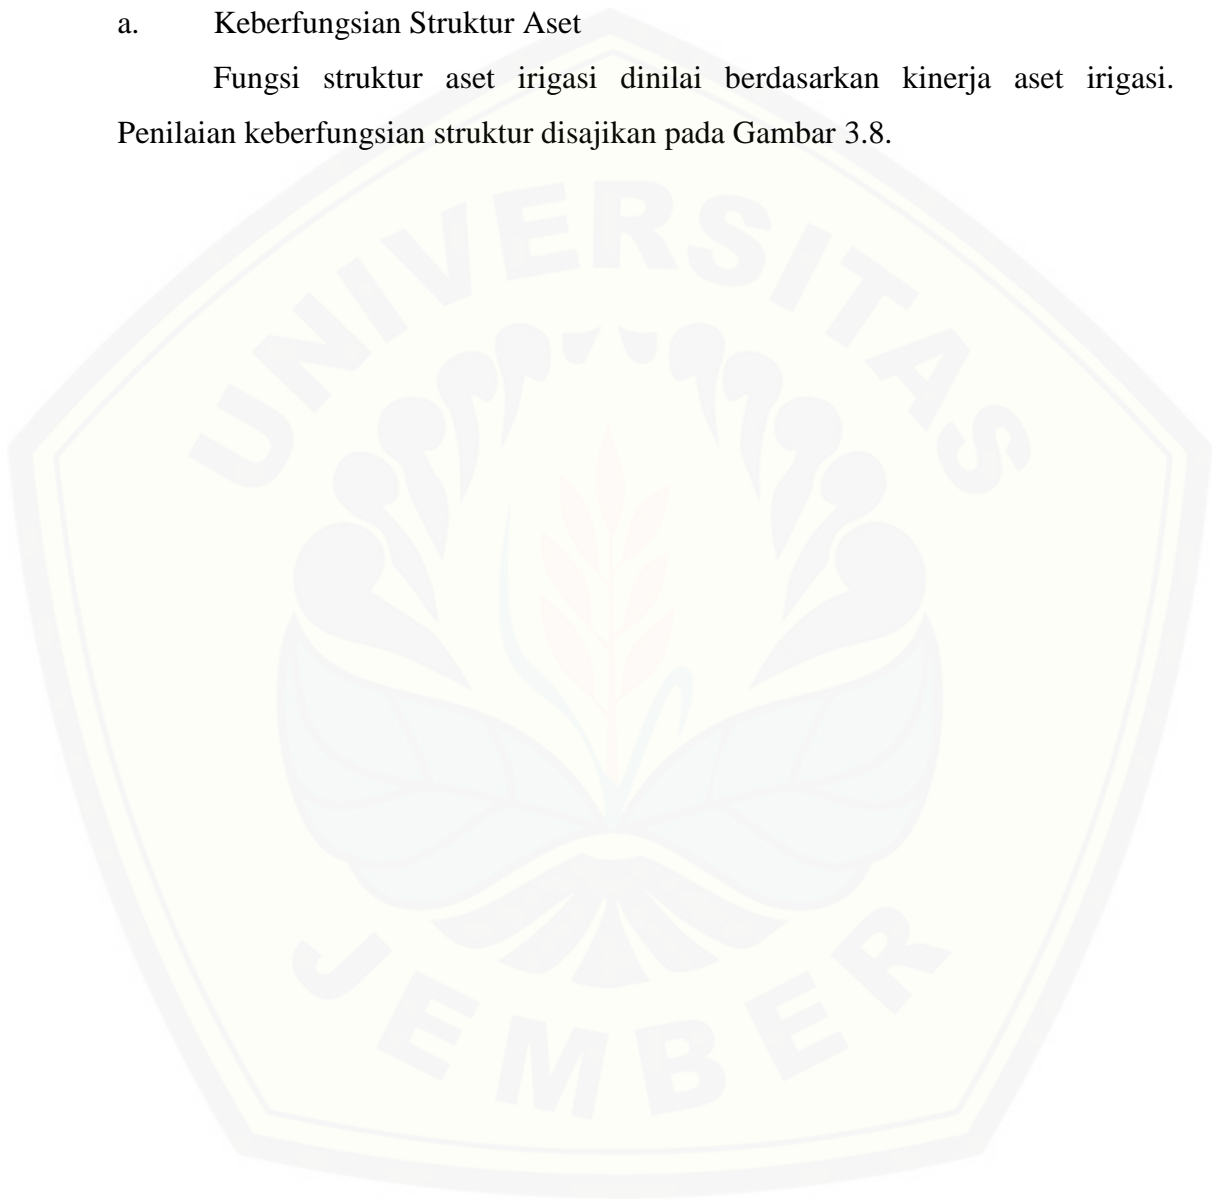 a. Keberfungsian Struktur Aset
Fungsi struktur aset irigasi dinilai berdasarkan kinerja aset irigasi.
Penilaian keberfungsian struktur disajikan pada Gambar 3.8.
UNIVERSITAS
JEMBER